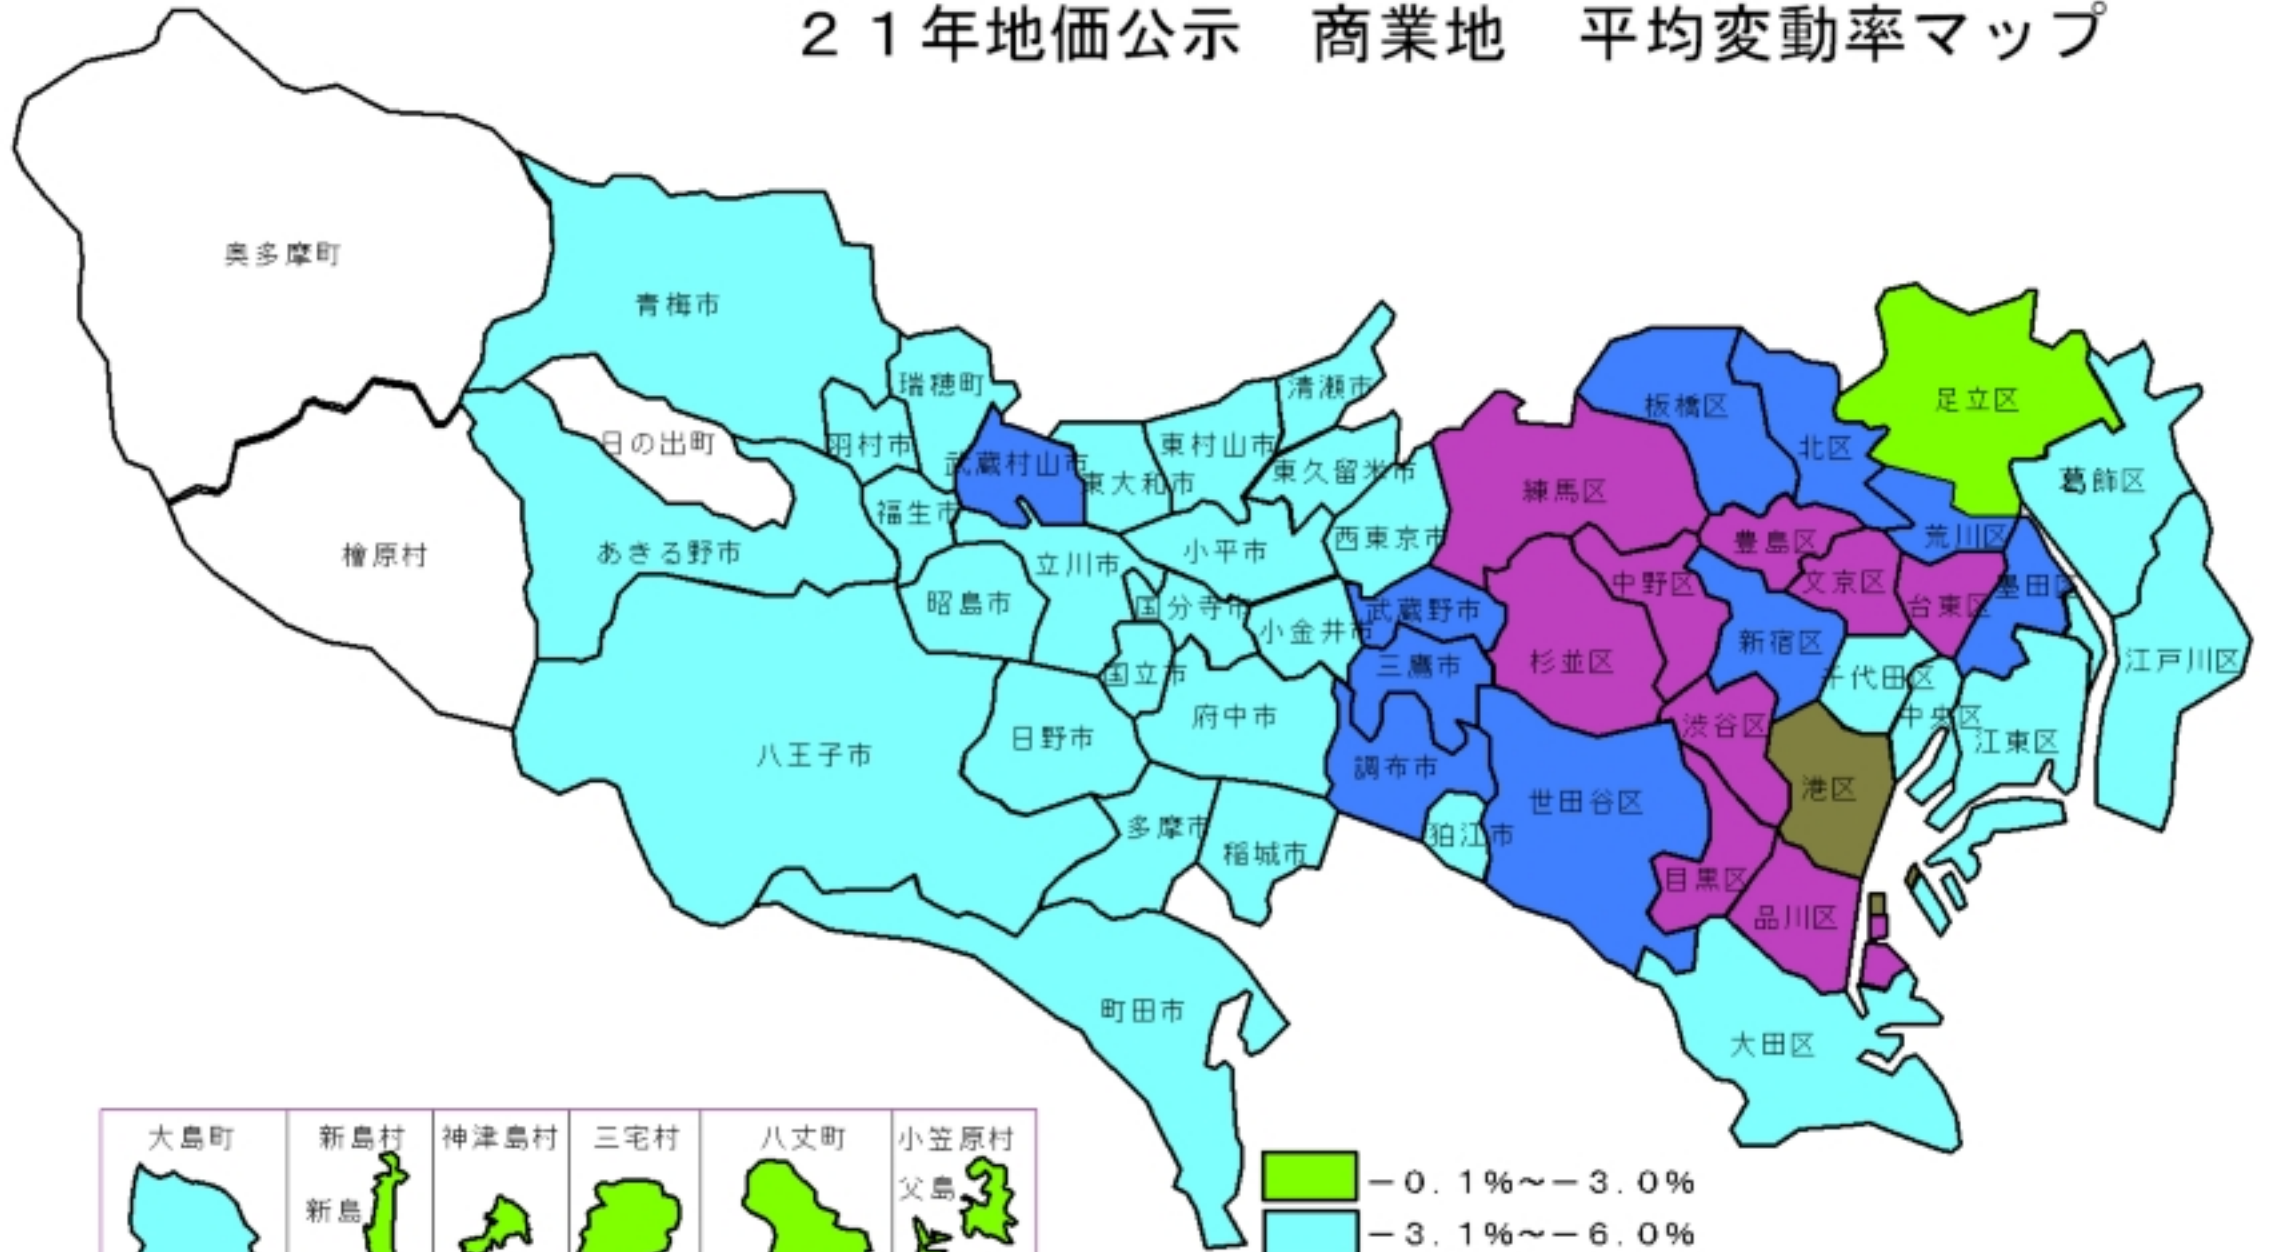 ２１年地価公示　商業地　平均変動率マップ
奥多摩町
青梅市
瑞穂町
清瀬市
日の出町
羽村市
武蔵村山市
東村山市
東大和市
東久留米市
板橋区
足立区
北区
葛飾区
練馬区
檜原村
あきる野市
福生市
立川市
小平市
西東京市
豊島区
荒川区
昭島市
国分寺市
小金井市
武蔵野市
中野区
文京区
台東区
墨田区
国立市
三鷹市
杉並区
新宿区
千代田区
江戸川区
八王子市
日野市
府中市
調布市
渋谷区
中央区
江東区
多摩市
稲城市
狛江市
世田谷区
港区
目黒区
品川区
町田市
大田区
大島町
新島村
神津島村
三宅村
八丈町
小笠原村
新島
父島
－０．１％～－３．０％
－３．１％～－６．０％